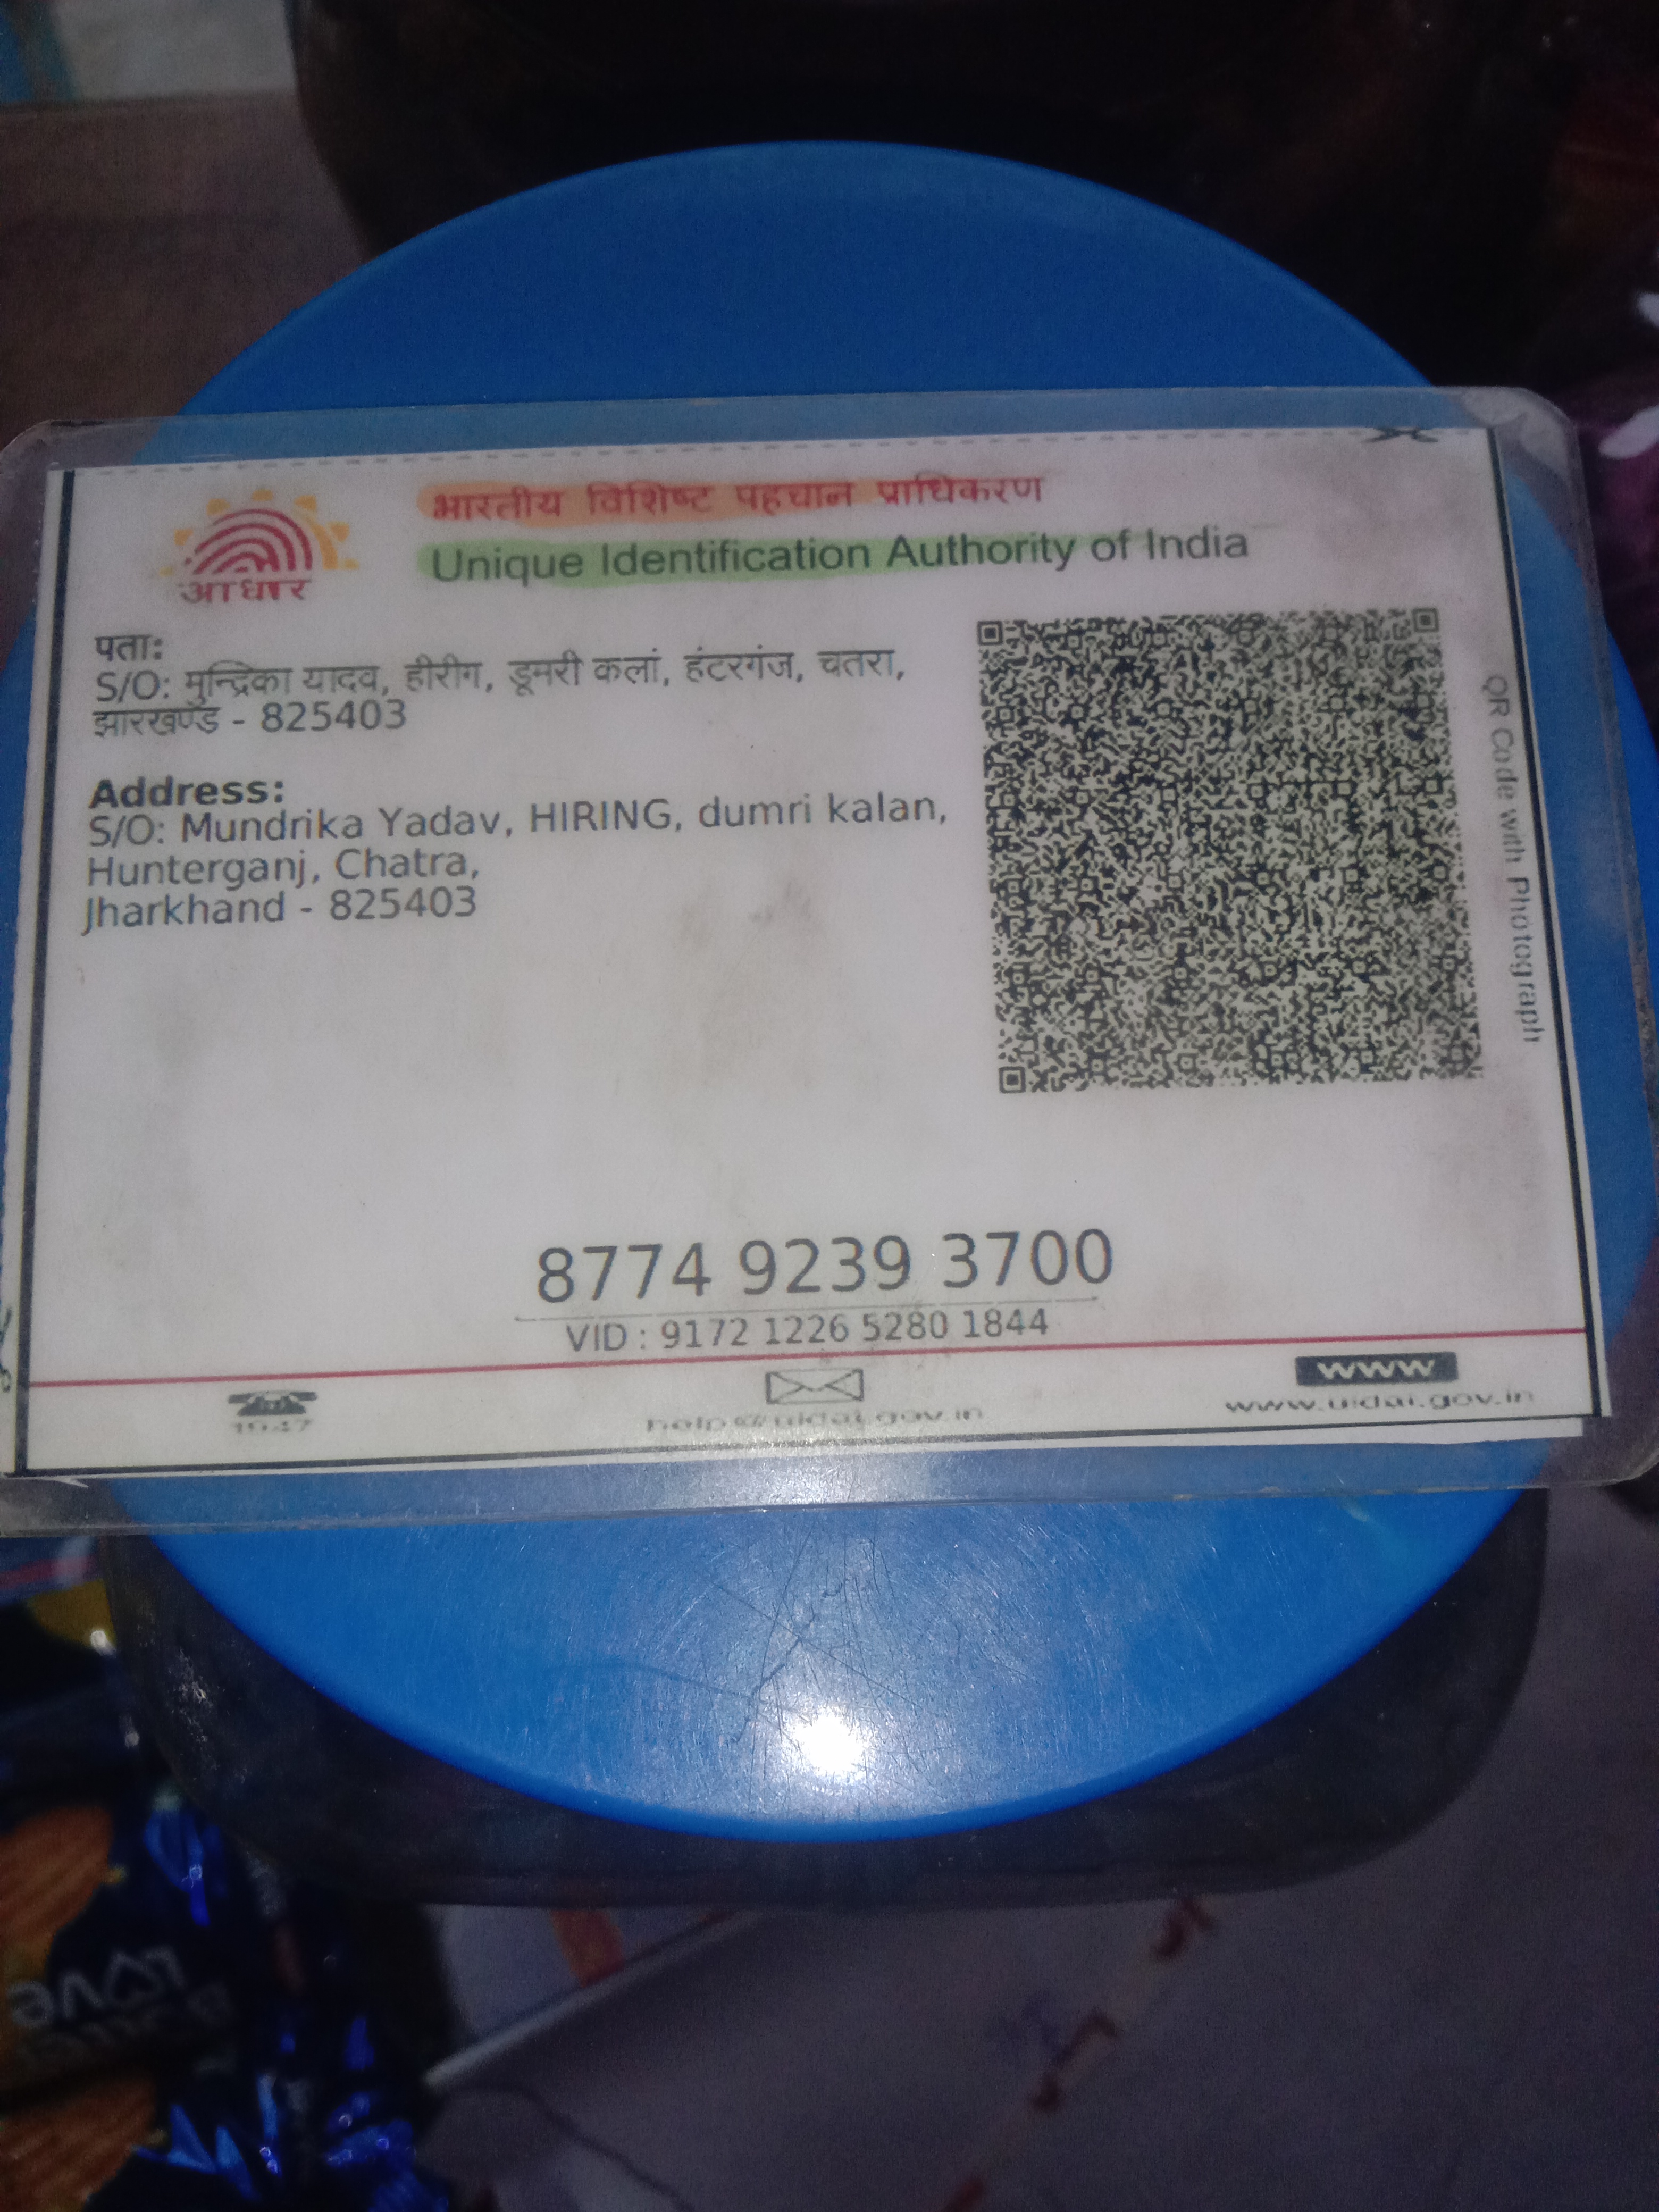 आधार
भारतीय विशिष्ट पहचान प्राधिकरण
Unique Identification Authority of India
पता:
S/O: मुन्द्रिका यादव, हीरीग, डूमरी कलां, हंटरगंज, चतरा,
झारखण्ड - 825403
Address:
S/O: Mundrika Yadav, HIRING, dumri kalan,
Hunterganj, Chatra,
Jharkhand - 825403
QR Code with Photograph
8774 9239 3700
VID : 9172 1226 5280 1844
1947
help@uidai.gov.in
www
www.uidai.gov.in
LOVE